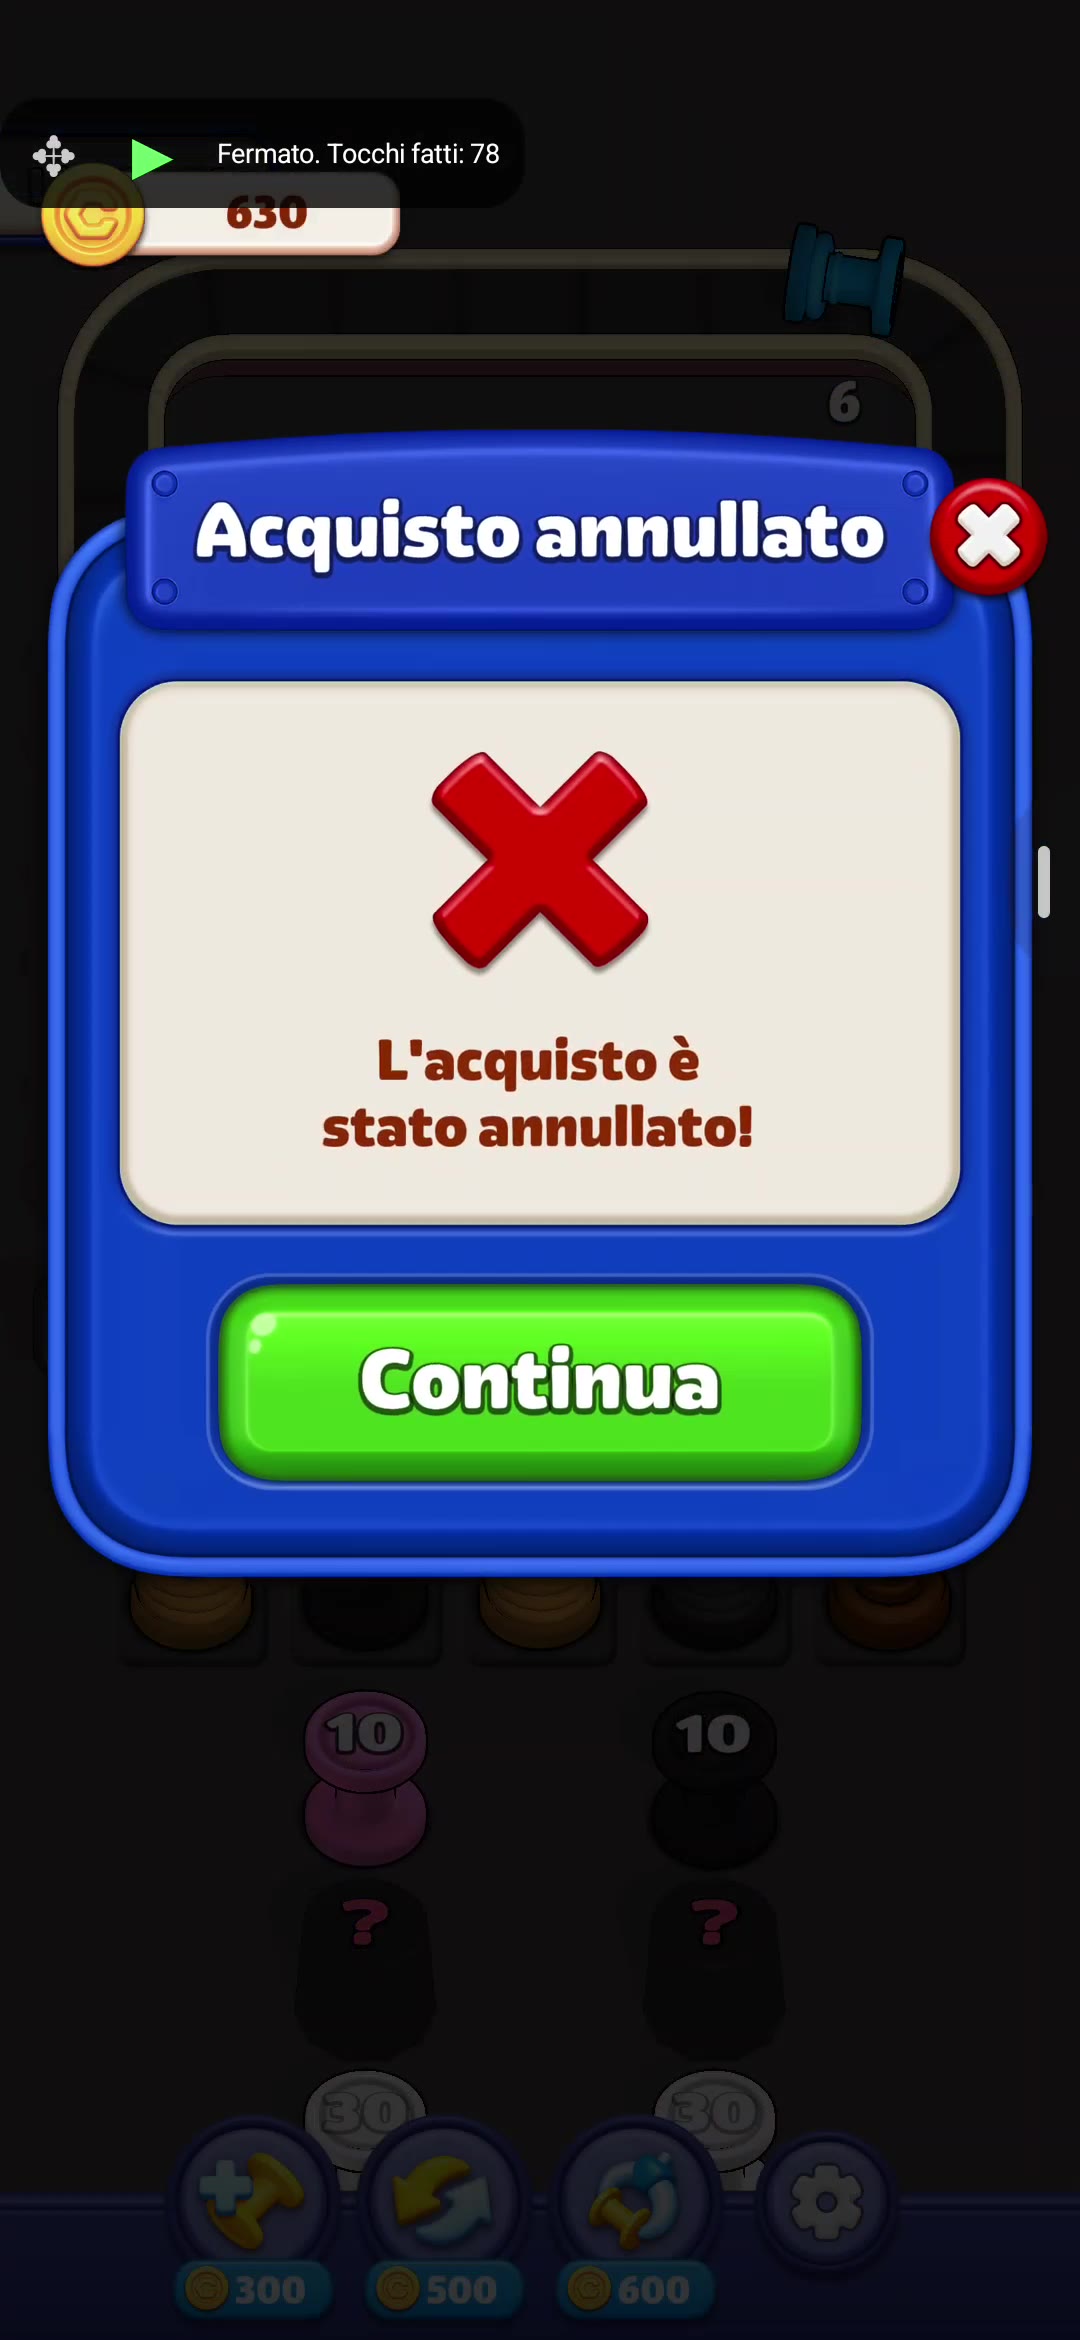 Fermato. Tocchi fatti: 78
630
6
Acquisto annullato
L'acquisto è
stato annullato!
Continua
10 10
? ?
30 30
300 500 600